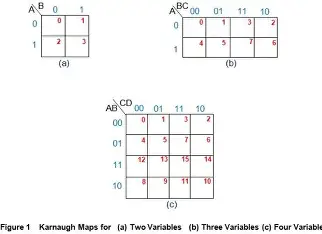 A B 0 1
0 0 1
1 2 3
(a)
A BC 00 01 11 10
0 0 1 3 2
1 4 5 7 6
(b)
AB CD 00 01 11 10
00 0 1 3 2
01 4 5 7 6
11 12 13 15 14
10 8 9 11 10
(c)
Figure 1 Karnaugh Maps for (a) Two Variables (b) Three Variables (c) Four Variable